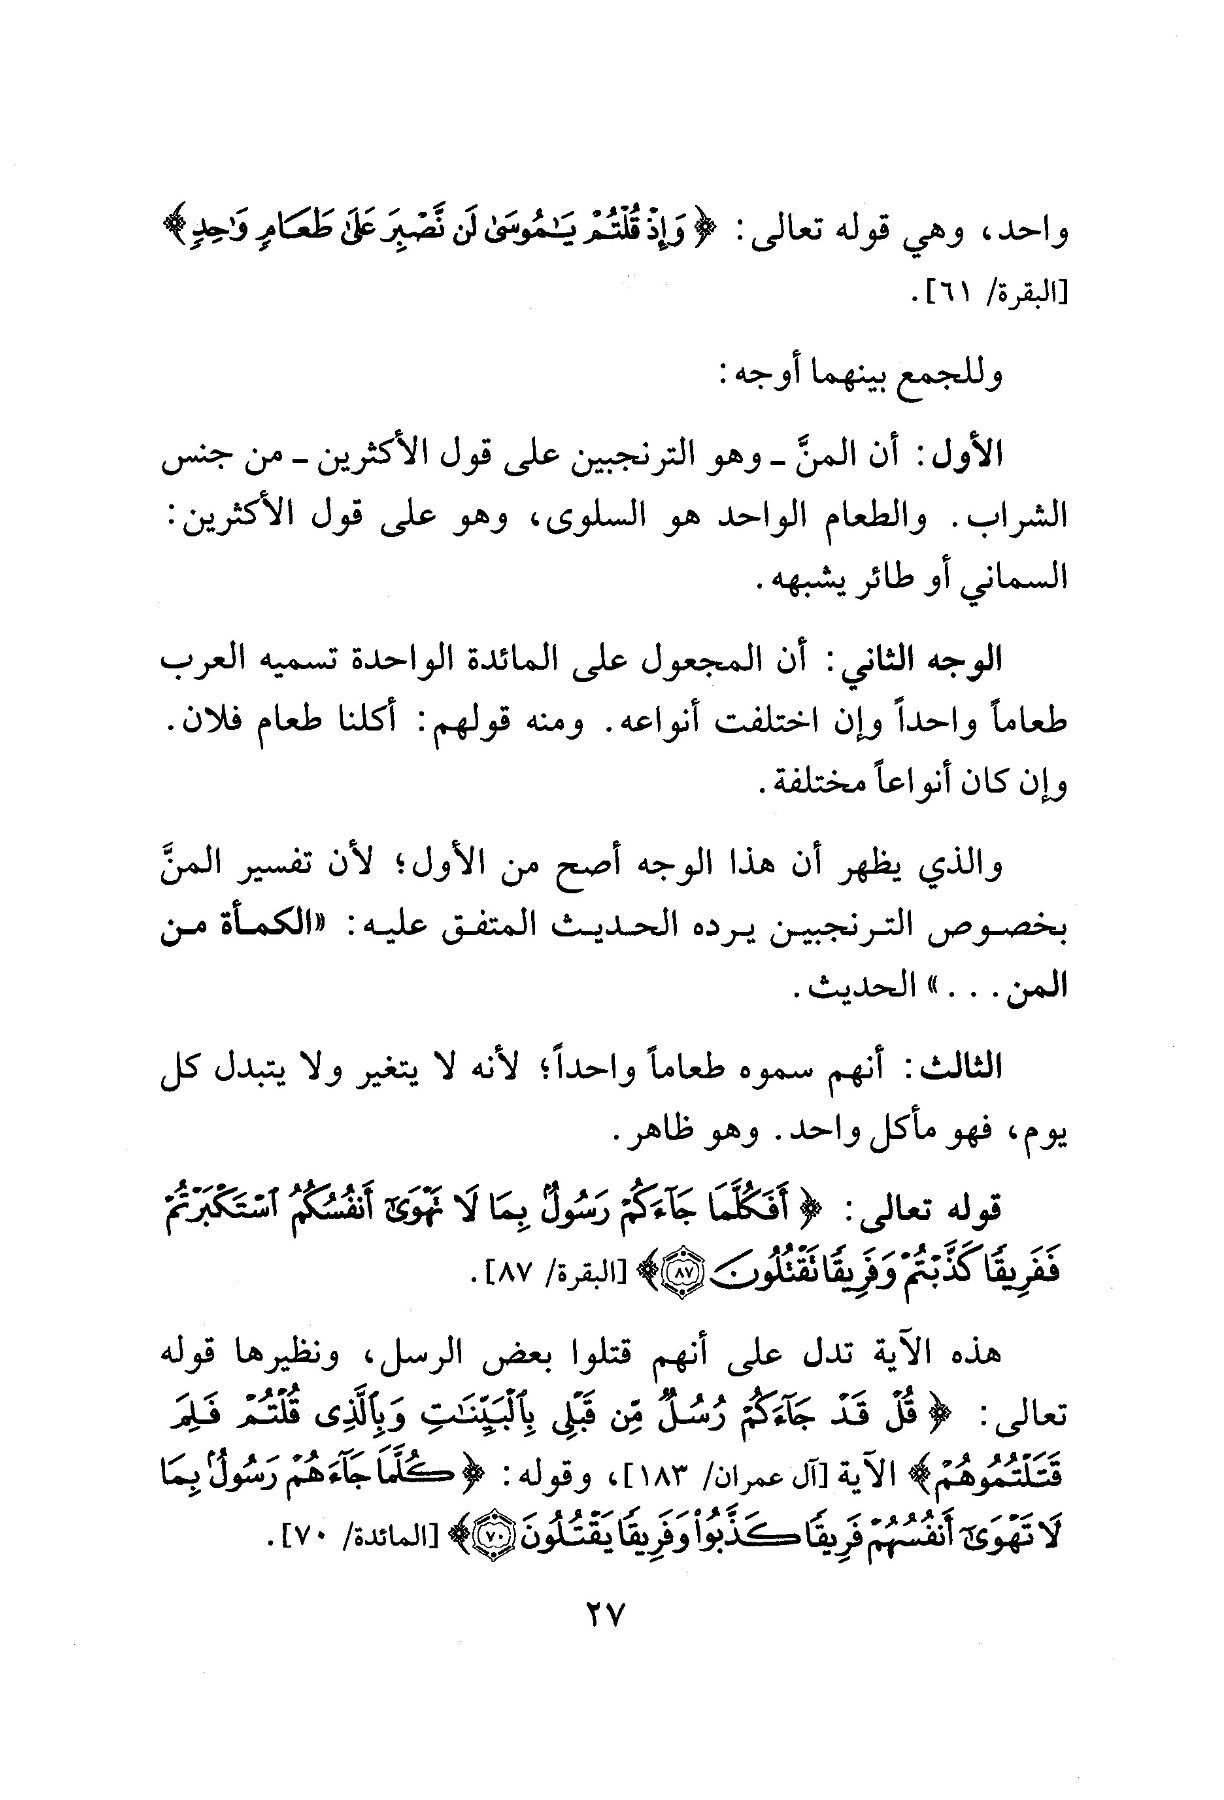 واحد، وهي قوله تعالى: ﴿وَإِذْ قُلْتُمْ يَٰمُوسَىٰ لَن نَّصْبِرَ عَلَىٰ طَعَامٍ وَٰحِدٍ﴾
[البقرة/ ٦١].
وللجمع بينهما أوجه:
الأول: أن المنَّ ـ وهو الترنجبين على قول الأكثرين ـ من جنس
الشراب. والطعام الواحد هو السلوى، وهو على قول الأكثرين:
السماني أو طائر يشبهه.
الوجه الثاني: أن المجعول على المائدة الواحدة تسميه العرب
طعاماً واحداً وإن اختلفت أنواعه. ومنه قولهم: أكلنا طعام فلان.
وإن كان أنواعاً مختلفة.
والذي يظهر أن هذا الوجه أصح من الأول؛ لأن تفسير المنَّ
بخصوص الترنجبين يرده الحديث المتفق عليه: «الكمأة من
المن...» الحديث.
الثالث: أنهم سموه طعاماً واحداً؛ لأنه لا يتغير ولا يتبدل كل
يوم، فهو مأكل واحد. وهو ظاهر.
قوله تعالى: ﴿أَفَكُلَّمَا جَآءَكُمْ رَسُولٌۢ بِمَا لَا تَهْوَىٰٓ أَنفُسُكُمُ ٱسْتَكْبَرْتُمْ
فَفَرِيقًا كَذَّبْتُمْ وَفَرِيقًا تَقْتُلُونَ ٨٧﴾ [البقرة/ ٨٧].
هذه الآية تدل على أنهم قتلوا بعض الرسل، ونظيرها قوله
تعالى: ﴿قُلْ قَدْ جَآءَكُمْ رُسُلٌ مِّن قَبْلِى بِٱلْبَيِّنَٰتِ وَبِٱلَّذِى قُلْتُمْ فَلِمَ
قَتَلْتُمُوهُمْ﴾ الآية [آل عمران/ ١٨٣]، وقوله: ﴿كُلَّمَا جَآءَهُمْ رَسُولٌۢ بِمَا
لَا تَهْوَىٰٓ أَنفُسُهُمْ فَرِيقًا كَذَّبُوا۟ وَفَرِيقًا يَقْتُلُونَ ٧٠﴾ [المائدة/ ٧٠].
٢٧